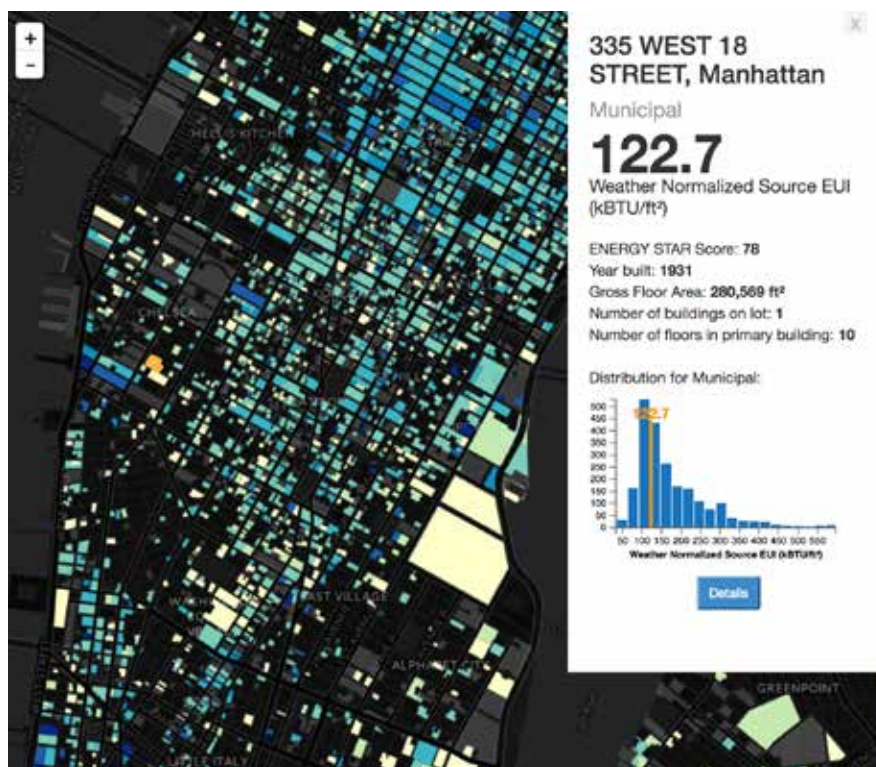 +
−
X
335 WEST 18
STREET, Manhattan
Municipal
122.7
Weather Normalized Source EUI
(kBTU/ft²)
ENERGY STAR Score: 78
Year built: 1931
Gross Floor Area: 280,569 ft²
Number of buildings on lot: 1
Number of floors in primary building: 10
Distribution for Municipal:
122.7
500
450
400
350
300
250
200
150
100
50
0
50 100 150 200 250 300 350 400 450 500 550
Weather Normalized Source EUI (kBTU/ft²)
Details
HELL'S KITCHEN
CHELSEA
EAST VILLAGE
ALPHABET CITY
GREENPOINT
LITTLE ITALY